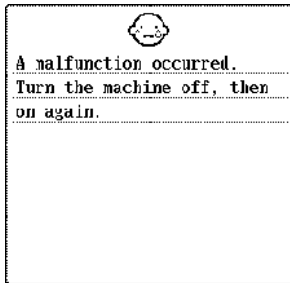 A malfunction occurred.
Turn the machine off, then
on again.